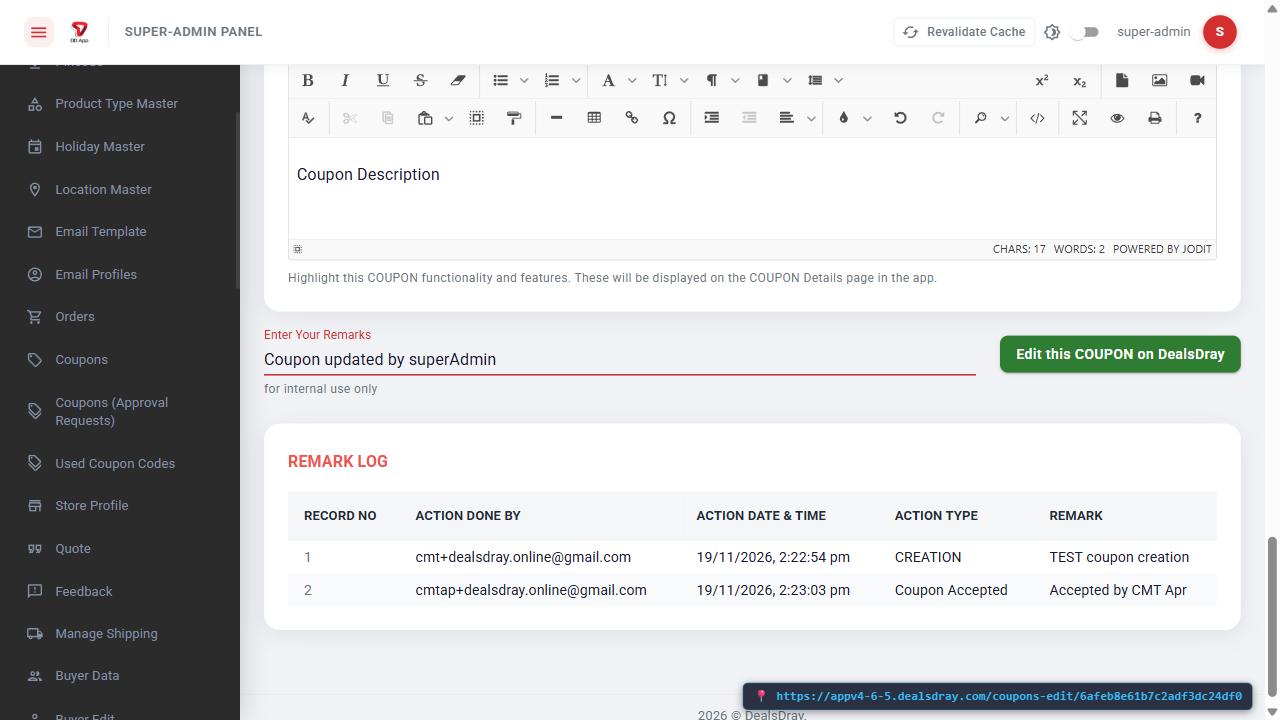 DD App
SUPER-ADMIN PANEL
Revalidate Cache
super-admin
S
Product Type Master
Holiday Master
Location Master
Email Template
Email Profiles
Orders
Coupons
Coupons (Approval
Requests)
Used Coupon Codes
Store Profile
Quote
Feedback
Manage Shipping
Buyer Data
Buyer Edit
Coupon Description
CHARS: 17 WORDS: 2 POWERED BY JODIT
Highlight this COUPON functionality and features. These will be displayed on the COUPON Details page in the app.
Enter Your Remarks
Coupon updated by superAdmin
for internal use only
Edit this COUPON on DealsDray
REMARK LOG
RECORD NO ACTION DONE BY ACTION DATE & TIME ACTION TYPE REMARK
1 cmt+dealsdray.online@gmail.com 19/11/2026, 2:22:54 pm CREATION TEST coupon creation
2 cmtap+dealsdray.online@gmail.com 19/11/2026, 2:23:03 pm Coupon Accepted Accepted by CMT Apr
https://appv4-6-5.dealsdray.com/coupons-edit/6afeb8e61b7c2adf3dc24df0
2026 © DealsDray.